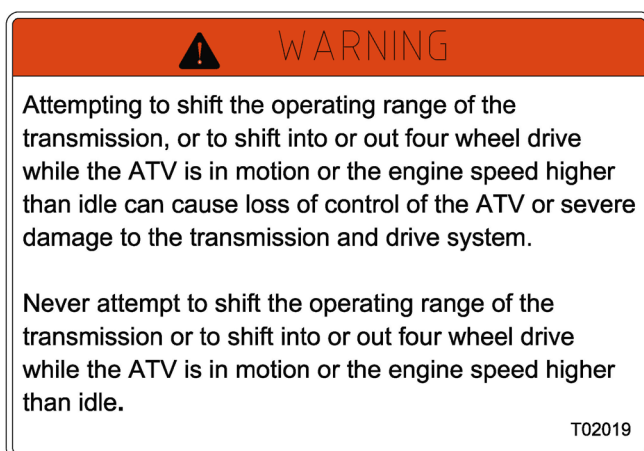 WARNING
Attempting to shift the operating range of the
transmission, or to shift into or out four wheel drive
while the ATV is in motion or the engine speed higher
than idle can cause loss of control of the ATV or severe
damage to the transmission and drive system.
Never attempt to shift the operating range of the
transmission or to shift into or out four wheel drive
while the ATV is in motion or the engine speed higher
than idle.
T02019